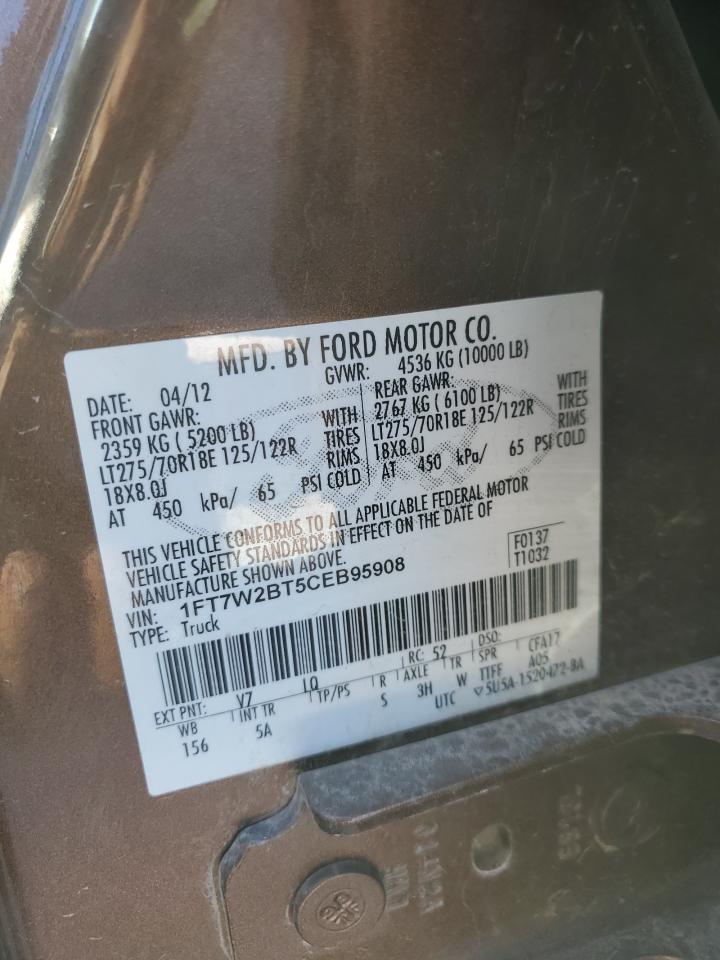 MFD. BY FORD MOTOR CO.
DATE: 04/12
GVWR: 4536 KG (10000 LB)
FRONT GAWR:
2359 KG ( 5200 LB) WITH
LT275/70R18E 125/122R TIRES
18X8.0J RIMS
AT 450 kPa/ 65 PSI COLD
REAR GAWR:
2767 KG ( 6100 LB) WITH
LT275/70R18E 125/122R TIRES
18X8.0J RIMS
AT 450 kPa/ 65 PSI COLD
THIS VEHICLE CONFORMS TO ALL APPLICABLE FEDERAL MOTOR
VEHICLE SAFETY STANDARDS IN EFFECT ON THE DATE OF
MANUFACTURE SHOWN ABOVE.
VIN: 1FT7W2BT5CEB95908
TYPE: Truck
F0137
T1032
EXT PNT: V7 LQ RC: 52 DSO: CFA17
WB INT TR TP/PS R AXLE TR SPR A05
156 5A S 3H W TTFF
UTC ▽5U5A-1520472-BA